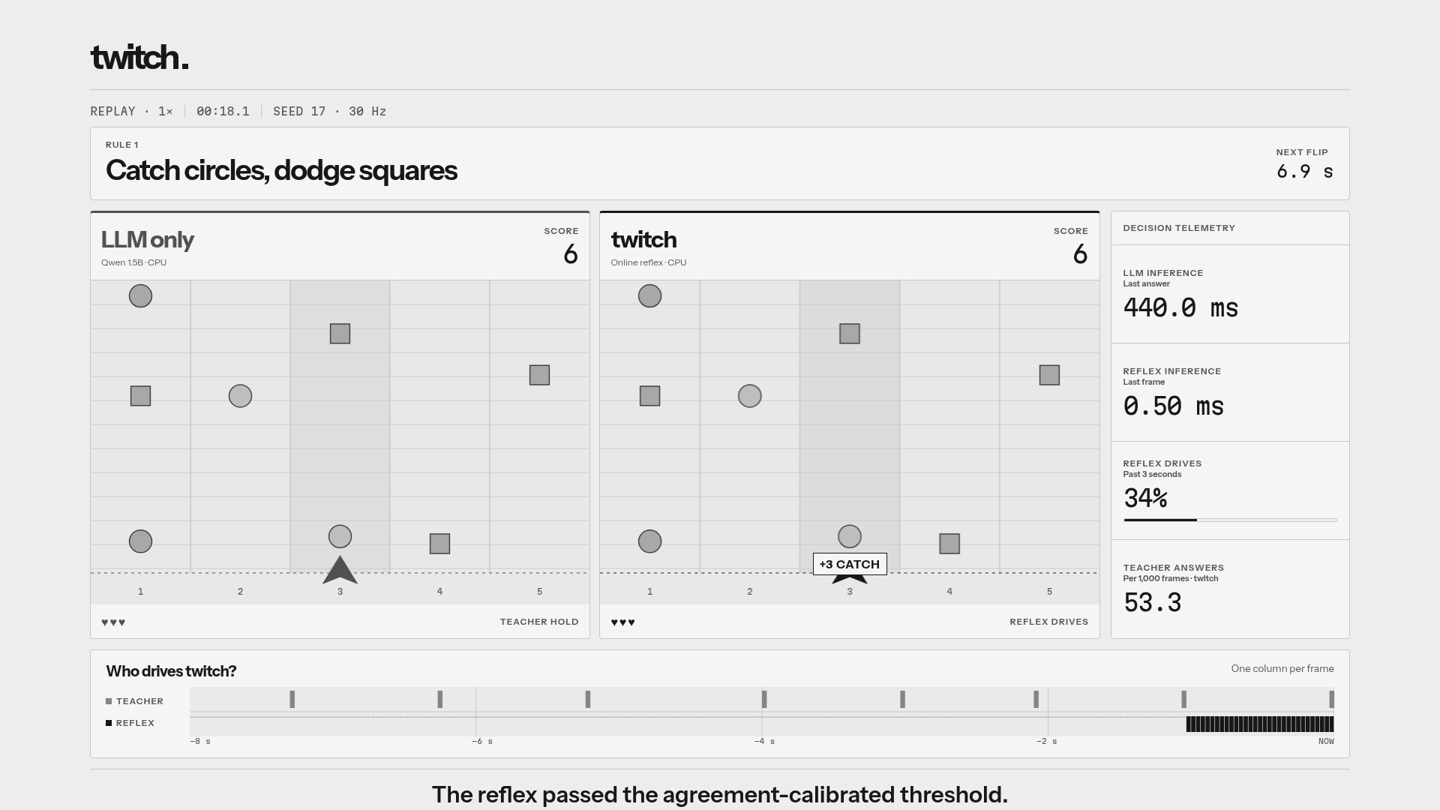 twitch.
REPLAY · 1× 00:18.1 SEED 17 · 30 Hz
RULE 1
Catch circles, dodge squares
NEXT FLIP
6.9 s
LLM only
Qwen 1.5B · CPU
SCORE
6
1 2 3 4 5
♥♥♥ TEACHER HOLD
twitch
Online reflex · CPU
SCORE
6
+3 CATCH
1 2 3 4 5
♥♥♥ REFLEX DRIVES
DECISION TELEMETRY
LLM INFERENCE
Last answer
440.0 ms
REFLEX INFERENCE
Last frame
0.50 ms
REFLEX DRIVES
Past 3 seconds
34%
TEACHER ANSWERS
Per 1,000 frames · twitch
53.3
Who drives twitch?
One column per frame
TEACHER
REFLEX
−8 s −6 s −4 s −2 s NOW
The reflex passed the agreement-calibrated threshold.